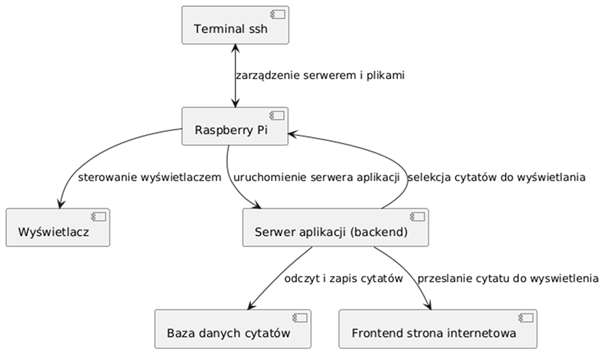 Terminal ssh
zarządzenie serwerem i plikami
Raspberry Pi
sterowanie wyświetlaczem
uruchomienie serwera aplikacji
selekcja cytatów do wyświetlania
Wyświetlacz
Serwer aplikacji (backend)
odczyt i zapis cytatów
przeslanie cytatu do wyswietlenia
Baza danych cytatów
Frontend strona internetowa